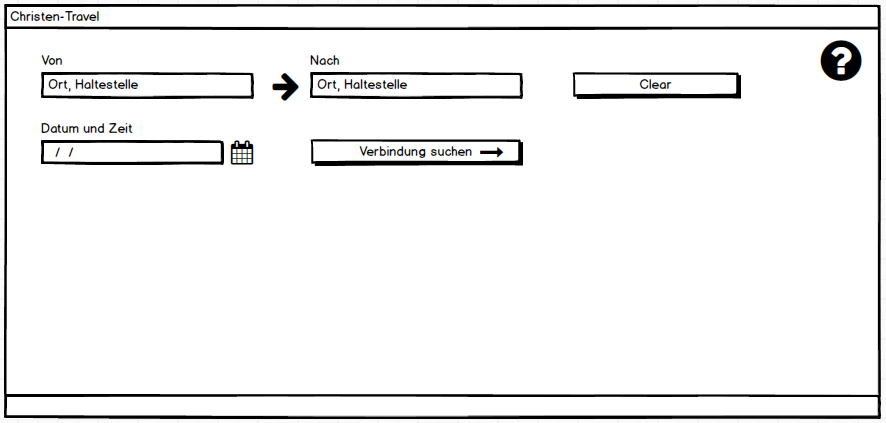 Christen-Travel
Von
Nach
Ort, Haltestelle
Ort, Haltestelle
Clear
?
Datum und Zeit
/ /
Verbindung suchen